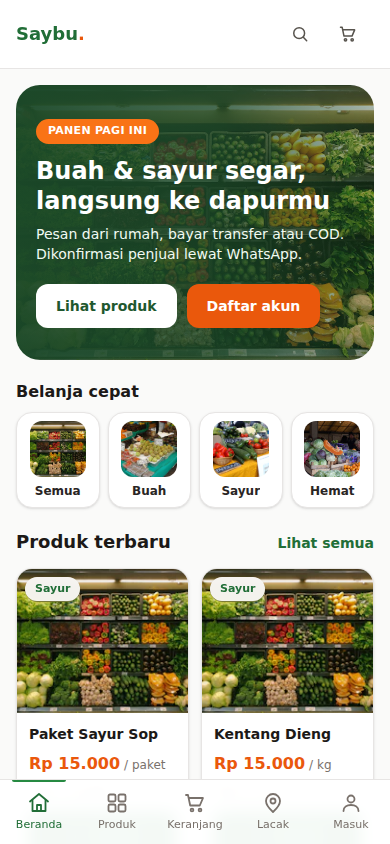 Saybu.
PANEN PAGI INI
Buah & sayur segar,
langsung ke dapurmu
Pesan dari rumah, bayar transfer atau COD.
Dikonfirmasi penjual lewat WhatsApp.
Lihat produk
Daftar akun
Belanja cepat
Semua
Buah
Sayur
Hemat
Produk terbaru
Lihat semua
Sayur
Sayur
Paket Sayur Sop
Kentang Dieng
Rp 15.000 / paket
Rp 15.000 / kg
Beranda
Produk
Keranjang
Lacak
Masuk